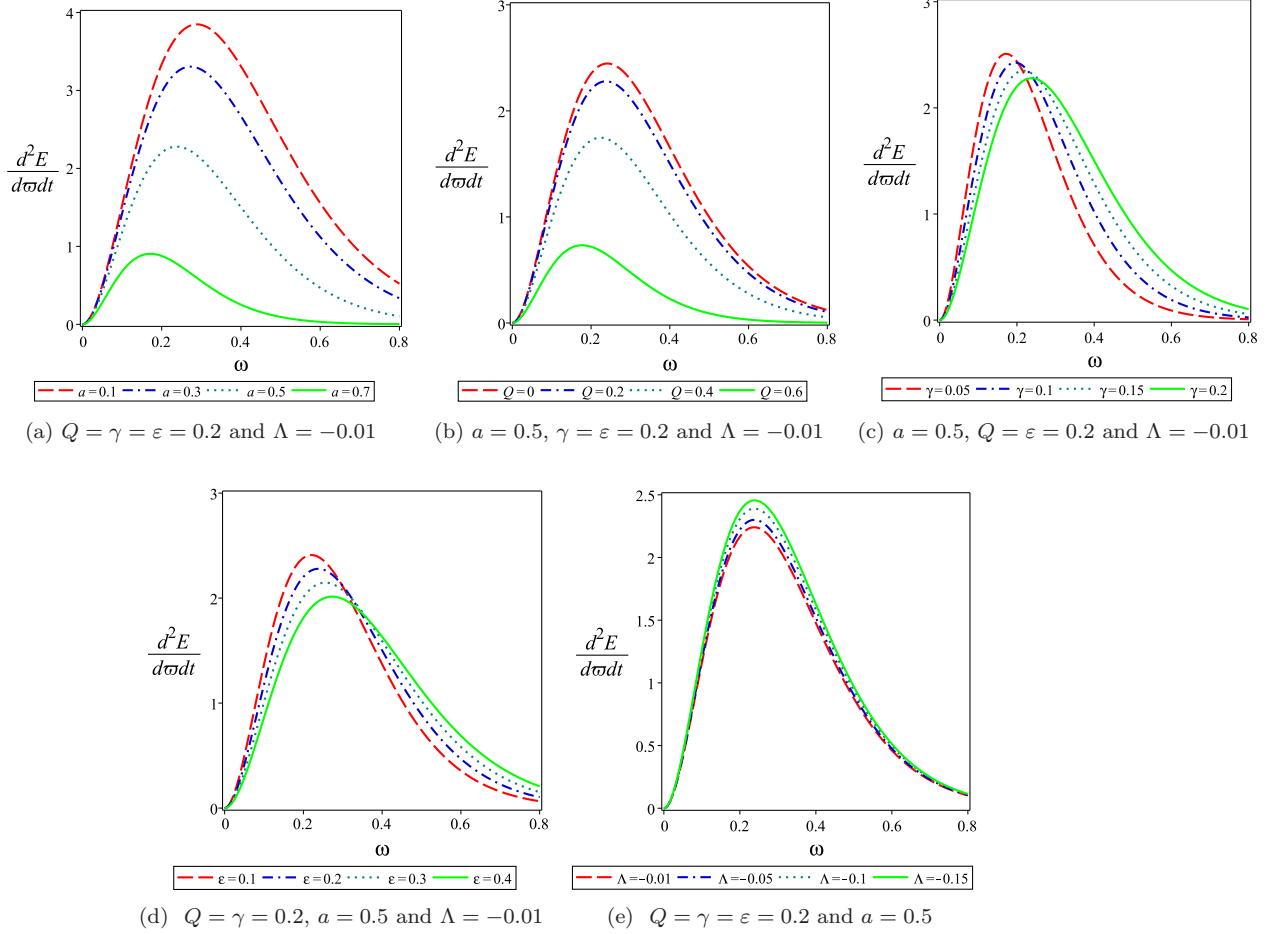 4
3
2
1
0
d²E
dϖdt
0
0.2
0.4
0.6
0.8
ω
a=0.1 a=0.3 a=0.5 a=0.7
(a) Q = γ = ε = 0.2 and Λ = −0.01
3
2
1
0
d²E
dϖdt
0
0.2
0.4
0.6
0.8
ω
Q=0 Q=0.2 Q=0.4 Q=0.6
(b) a = 0.5, γ = ε = 0.2 and Λ = −0.01
3
2
1
0
d²E
dϖdt
0
0.2
0.4
0.6
0.8
ω
γ=0.05 γ=0.1 γ=0.15 γ=0.2
(c) a = 0.5, Q = ε = 0.2 and Λ = −0.01
3
2
1
0
d²E
dϖdt
0
0.2
0.4
0.6
0.8
ω
ε=0.1 ε=0.2 ε=0.3 ε=0.4
(d) Q = γ = 0.2, a = 0.5 and Λ = −0.01
2.5
2
1.5
1
0.5
0
d²E
dϖdt
0
0.2
0.4
0.6
0.8
ω
Λ=−0.01 Λ=−0.05 Λ=−0.1 Λ=−0.15
(e) Q = γ = ε = 0.2 and a = 0.5